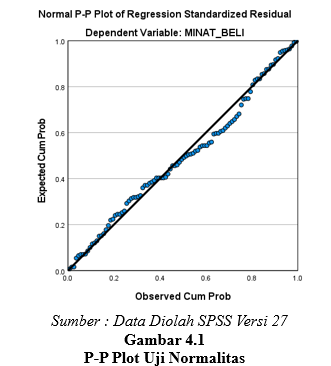 Normal P-P Plot of Regression Standardized Residual
Dependent Variable: MINAT_BELI
Expected Cum Prob
1.0
0.8
0.6
0.4
0.2
0.0
0.0 0.2 0.4 0.6 0.8 1.0
Observed Cum Prob
Sumber : Data Diolah SPSS Versi 27
Gambar 4.1
P-P Plot Uji Normalitas